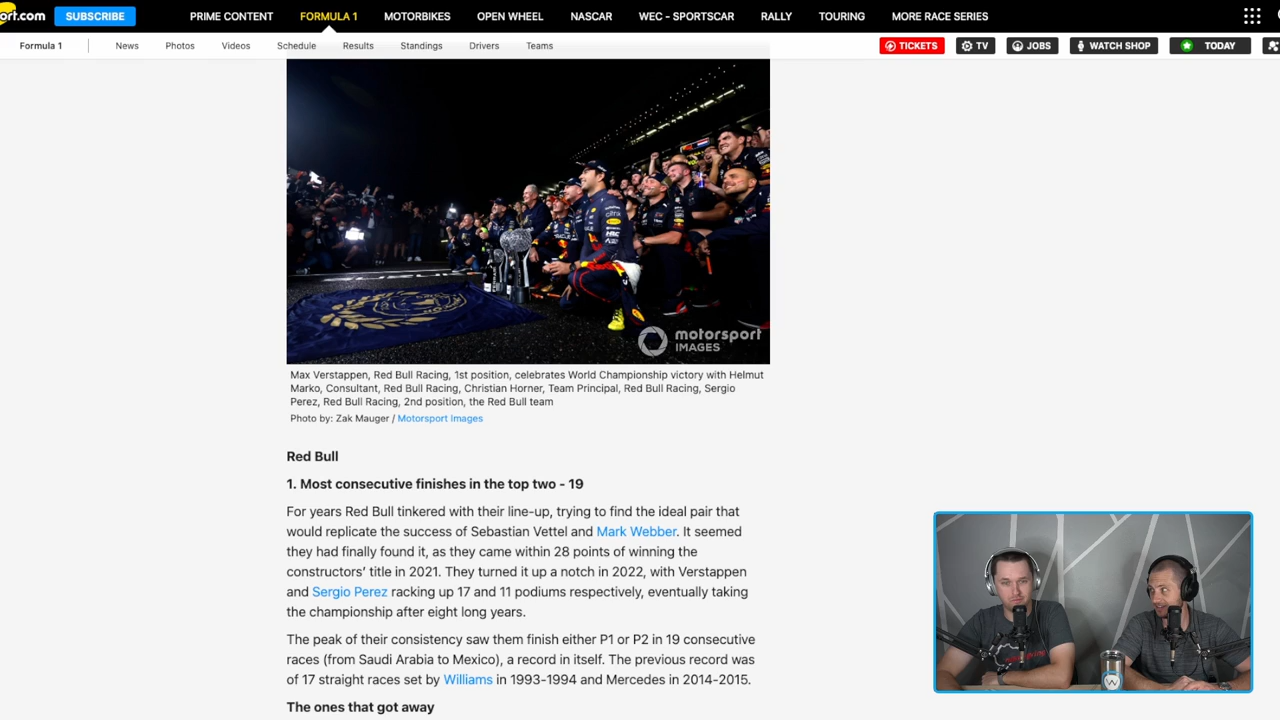 ort.com SUBSCRIBE PRIME CONTENT FORMULA 1 MOTORBIKES OPEN WHEEL NASCAR WEC - SPORTSCAR RALLY TOURING MORE RACE SERIES
Formula 1 News Photos Videos Schedule Results Standings Drivers Teams TICKETS TV JOBS WATCH SHOP TODAY
motorsport
IMAGES
Max Verstappen, Red Bull Racing, 1st position, celebrates World Championship victory with Helmut
Marko, Consultant, Red Bull Racing, Christian Horner, Team Principal, Red Bull Racing, Sergio
Perez, Red Bull Racing, 2nd position, the Red Bull team
Photo by: Zak Mauger / Motorsport Images
Red Bull
1. Most consecutive finishes in the top two - 19
For years Red Bull tinkered with their line-up, trying to find the ideal pair that
would replicate the success of Sebastian Vettel and Mark Webber. It seemed
they had finally found it, as they came within 28 points of winning the
constructors' title in 2021. They turned it up a notch in 2022, with Verstappen
and Sergio Perez racking up 17 and 11 podiums respectively, eventually taking
the championship after eight long years.
The peak of their consistency saw them finish either P1 or P2 in 19 consecutive
races (from Saudi Arabia to Mexico), a record in itself. The previous record was
of 17 straight races set by Williams in 1993-1994 and Mercedes in 2014-2015.
The ones that got away